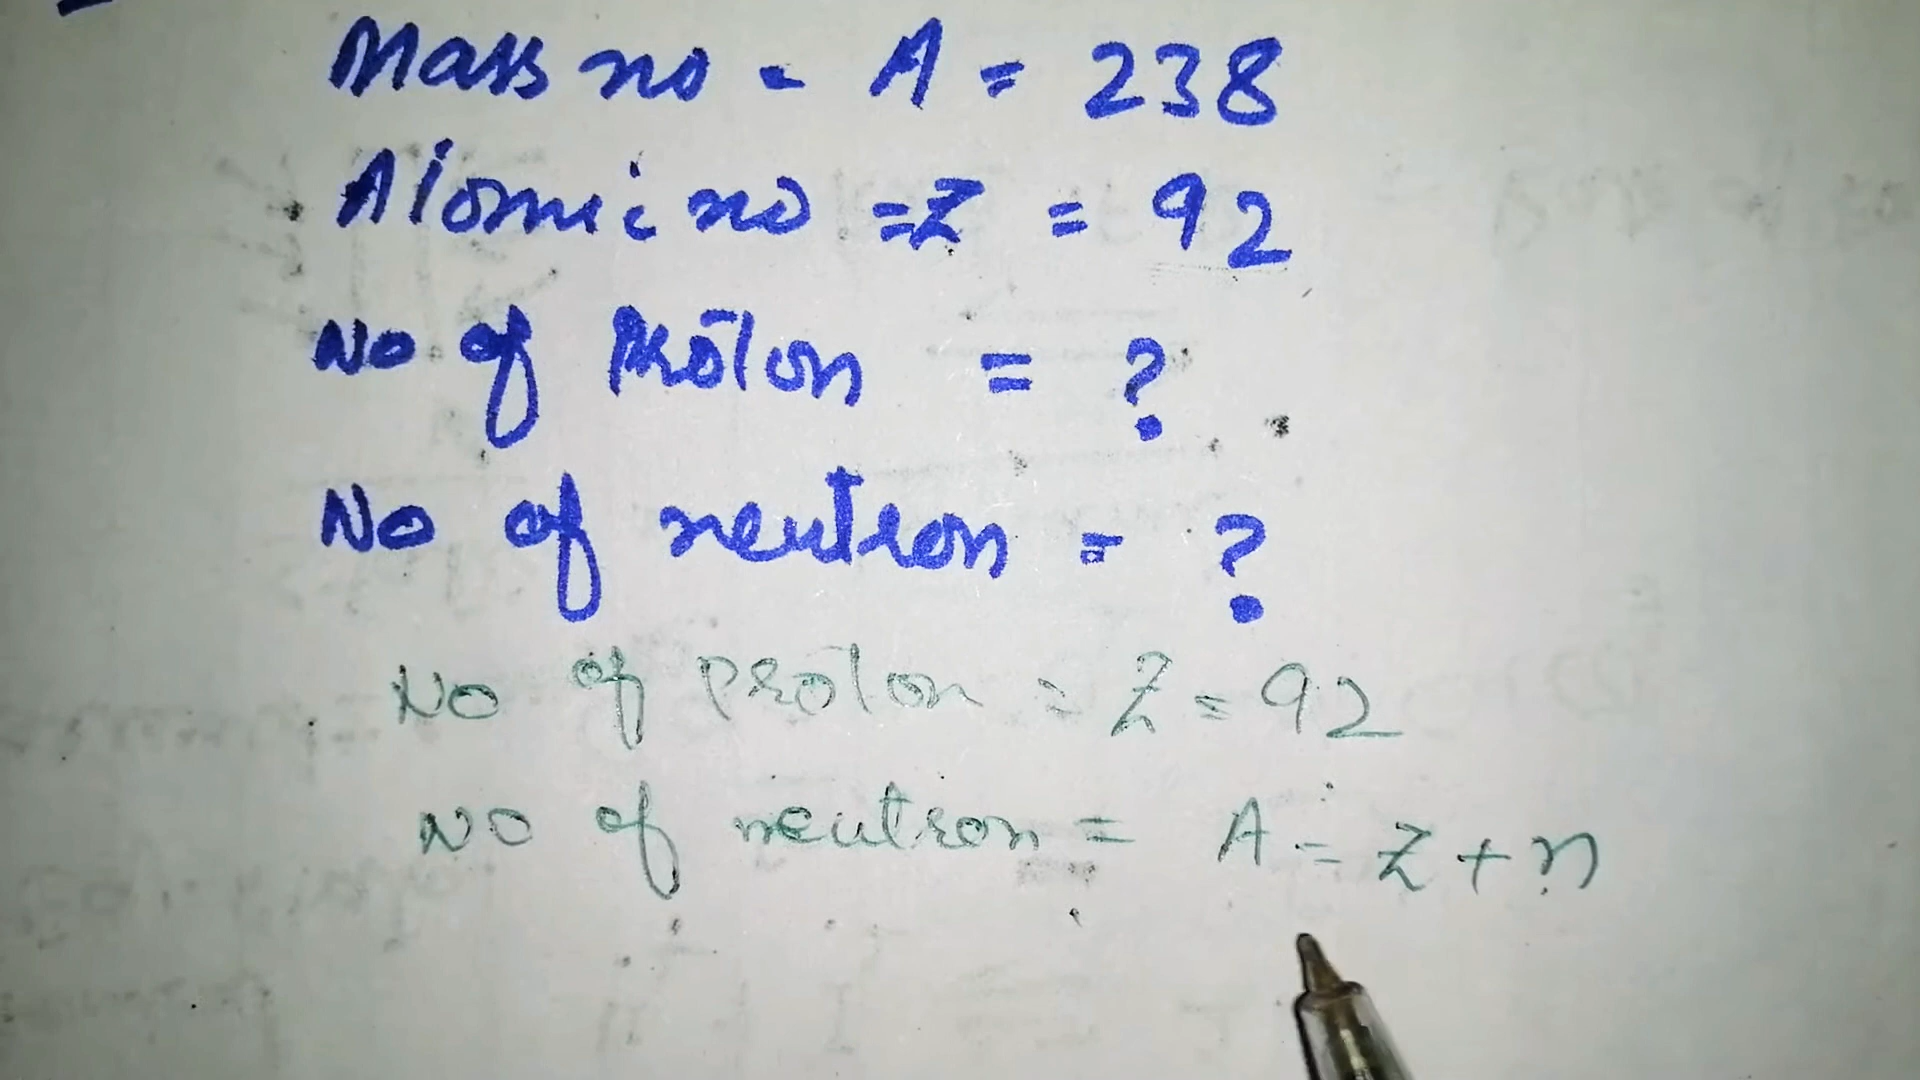 Mass no - A = 238
Atomic no = Z = 92
No of Proton = ?
No of neutron = ?
No of proton = Z = 92
No of neutron = A = Z + n